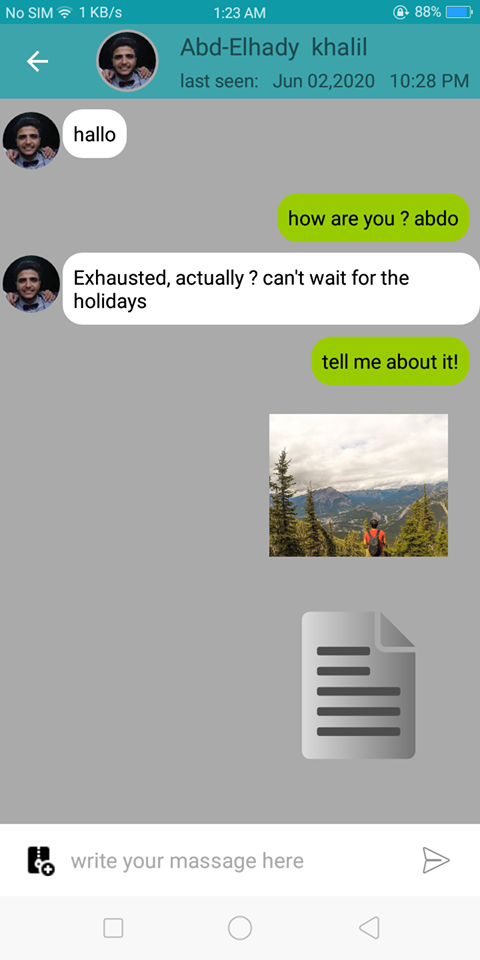 No SIM 1 KB/s 1:23 AM 88%
Abd-Elhady khalil
last seen: Jun 02,2020 10:28 PM
hallo
how are you ? abdo
Exhausted, actually ? can't wait for the
holidays
tell me about it!
write your massage here